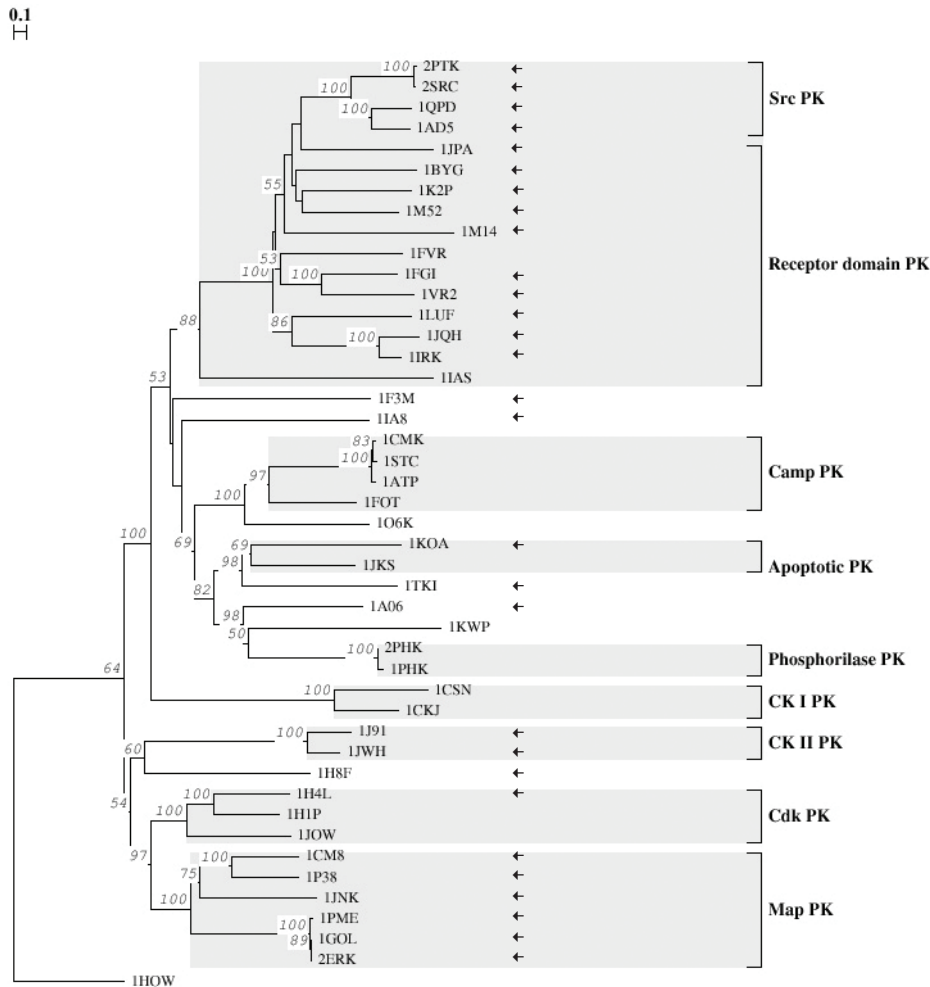 0.1
100 2PTK
2SRC
100
1QPD
Src PK
100
1AD5
1JPA
1BYG
55
1K2P
1M52
1M14
1FVR
53
100
100
1FGI
Receptor domain PK
1VR2
1LUF
86
88
100
1JQH
1IRK
53
1IAS
1F3M
1IA8
83 1CMK
100 1STC
97
1ATP
Camp PK
100
1FOT
1O6K
100
69
69
1KOA
98
1JKS
Apoptotic PK
1TKI
82
98
1A06
50
1KWP
100 2PHK
1PHK
Phosphorilase PK
64
100
1CSN
1CKJ
CK I PK
60
100
1J91
1JWH
CK II PK
1H8F
54
100
1H4L
100
1H1P
Cdk PK
1JOW
97
100
1CM8
75
1P38
100
1JNK
Map PK
100 1PME
89 1GOL
2ERK
1HOW